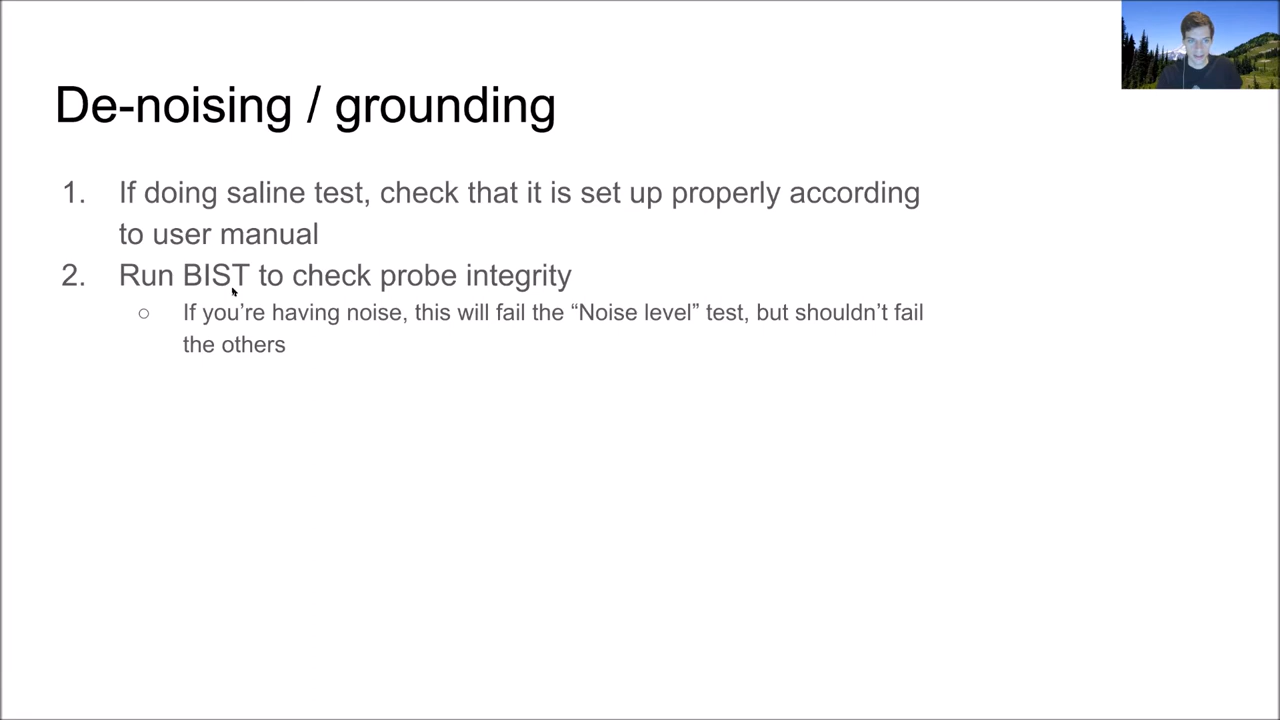 De-noising / grounding
1. If doing saline test, check that it is set up properly according
to user manual
2. Run BIST to check probe integrity
○ If you’re having noise, this will fail the “Noise level” test, but shouldn’t fail
the others